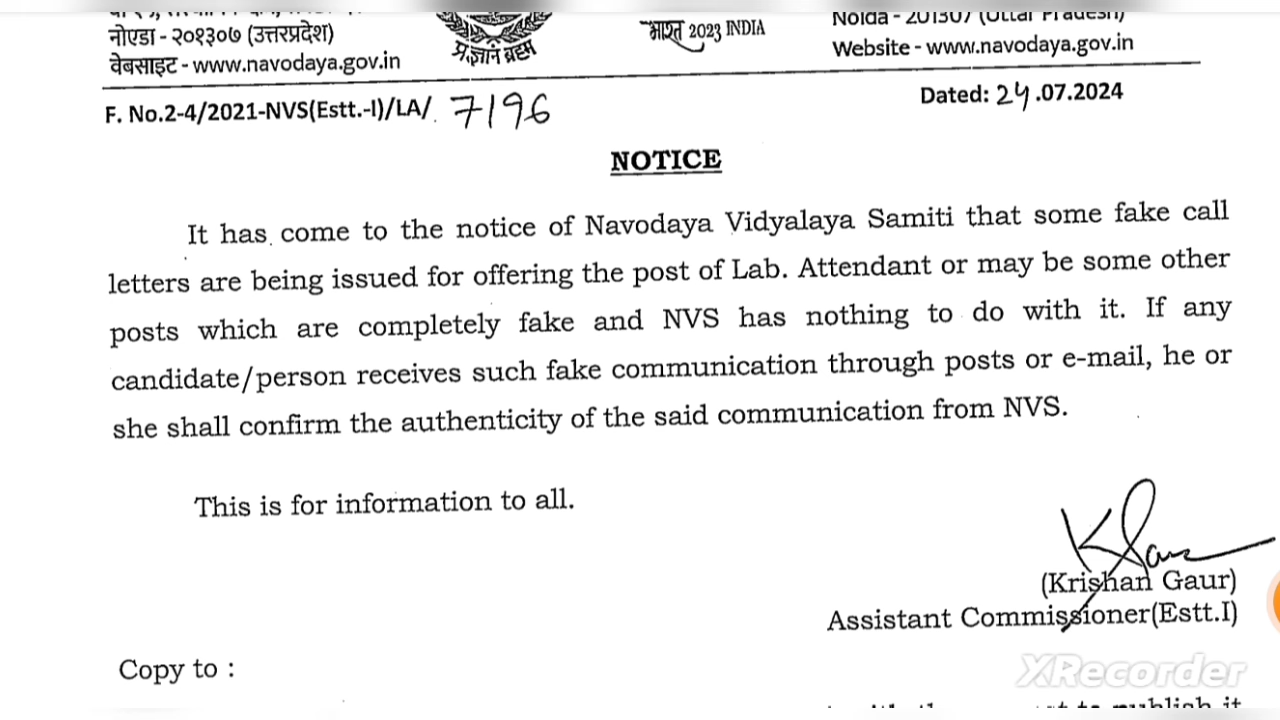 नोएडा - २०१३०७ (उत्तरप्रदेश)
वेबसाइट - www.navodaya.gov.in
प्रज्ञानं ब्रह्म
भारत 2023 INDIA
Noida - 201307 (Uttar Pradesh)
Website - www.navodaya.gov.in
F. No.2-4/2021-NVS(Estt.-I)/LA/ 7196
Dated: 24.07.2024
NOTICE
It has come to the notice of Navodaya Vidyalaya Samiti that some fake call
letters are being issued for offering the post of Lab. Attendant or may be some other
posts which are completely fake and NVS has nothing to do with it. If any
candidate/person receives such fake communication through posts or e-mail, he or
she shall confirm the authenticity of the said communication from NVS.
This is for information to all.
(Krishan Gaur)
Assistant Commissioner(Estt.I)
Copy to :
XRecorder